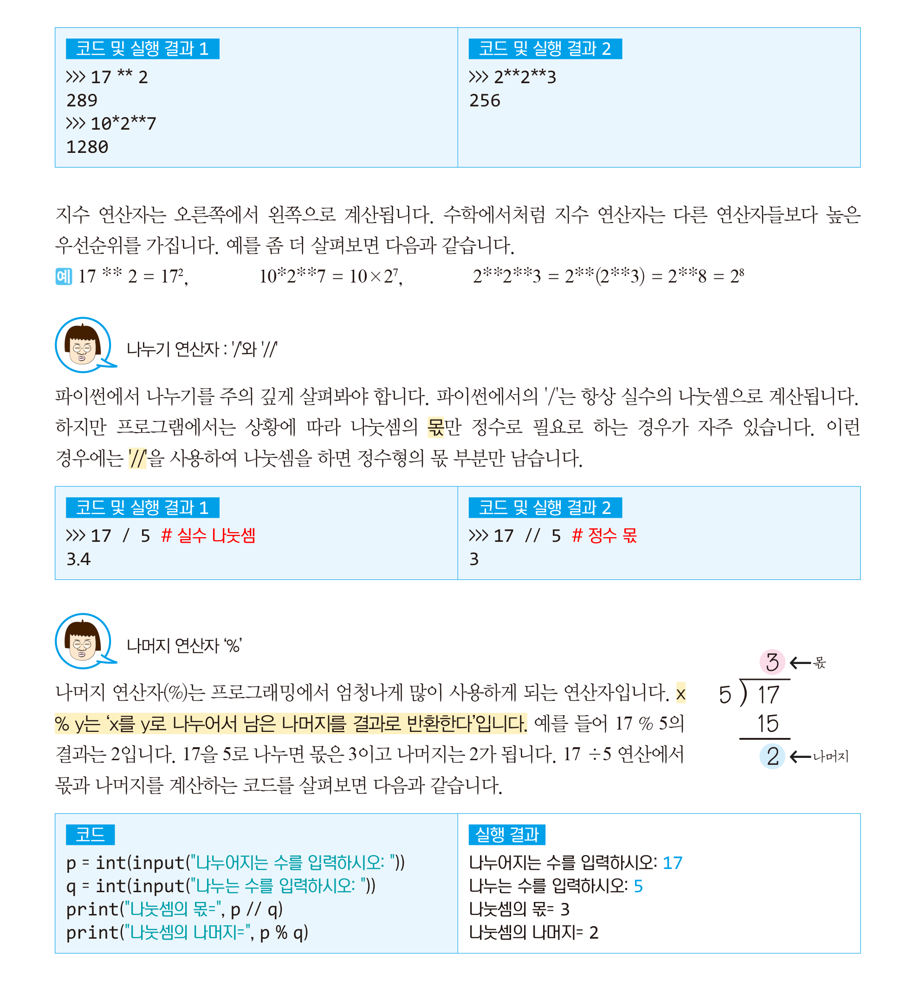 코드 및 실행 결과 1
>>> 17 ** 2
289
>>> 10*2**7
1280
코드 및 실행 결과 2
>>> 2**2**3
256
지수 연산자는 오른쪽에서 왼쪽으로 계산됩니다. 수학에서처럼 지수 연산자는 다른 연산자들보다 높은
우선순위를 가집니다. 예를 좀 더 살펴보면 다음과 같습니다.
예 17 ** 2 = 17², 10*2**7 = 10×2⁷, 2**2**3 = 2**(2**3) = 2**8 = 2⁸
나누기 연산자 : '/'와 '//'
파이썬에서 나누기를 주의 깊게 살펴봐야 합니다. 파이썬에서의 '/'는 항상 실수의 나눗셈으로 계산됩니다.
하지만 프로그램에서는 상황에 따라 나눗셈의 몫만 정수로 필요로 하는 경우가 자주 있습니다. 이런
경우에는 '//'을 사용하여 나눗셈을 하면 정수형의 몫 부분만 남습니다.
코드 및 실행 결과 1
>>> 17 / 5 # 실수 나눗셈
3.4
코드 및 실행 결과 2
>>> 17 // 5 # 정수 몫
3
나머지 연산자 ‘%’
나머지 연산자(%)는 프로그래밍에서 엄청나게 많이 사용하게 되는 연산자입니다. x
% y는 ‘x를 y로 나누어서 남은 나머지를 결과로 반환한다’입니다. 예를 들어 17 % 5의
결과는 2입니다. 17을 5로 나누면 몫은 3이고 나머지는 2가 됩니다. 17 ÷5 연산에서
몫과 나머지를 계산하는 코드를 살펴보면 다음과 같습니다.
3 ← 몫
5 ) 17
15
2 ← 나머지
코드
p = int(input("나누어지는 수를 입력하시오: "))
q = int(input("나누는 수를 입력하시오: "))
print("나눗셈의 몫=", p // q)
print("나눗셈의 나머지=", p % q)
실행 결과
나누어지는 수를 입력하시오: 17
나누는 수를 입력하시오: 5
나눗셈의 몫= 3
나눗셈의 나머지= 2